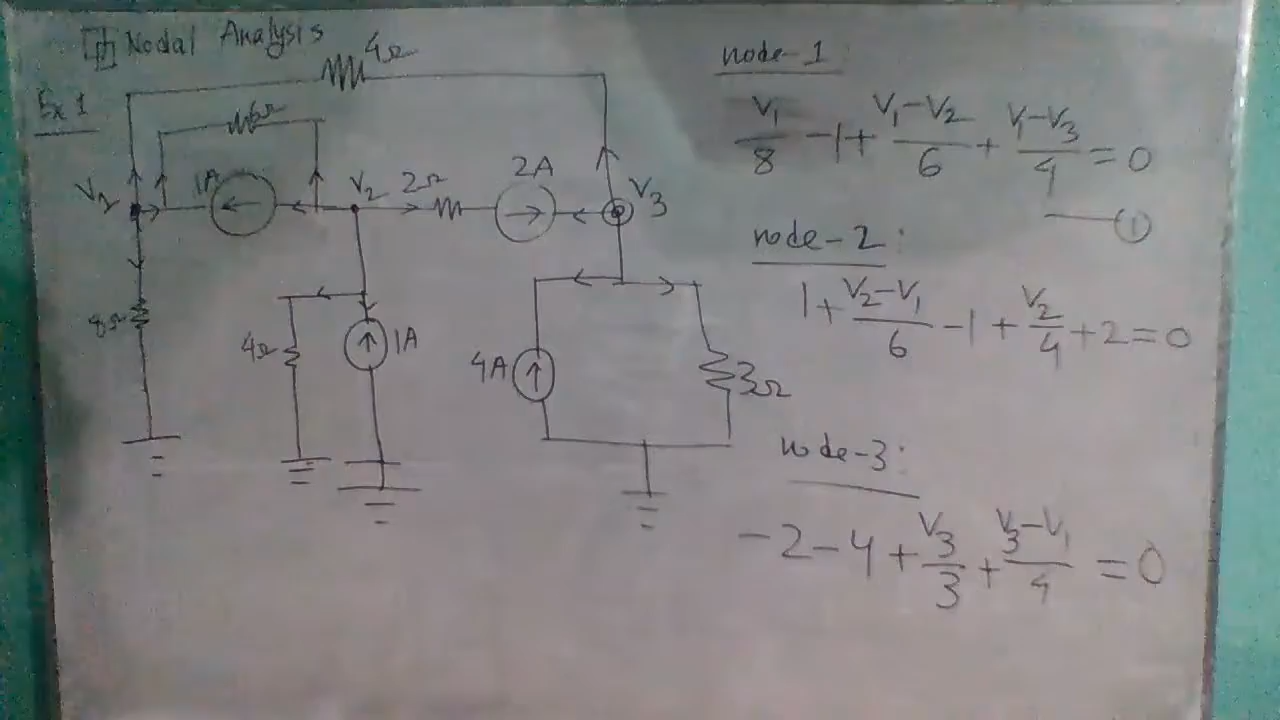 Nodal Analysis
Ex 1
4Ω
6Ω
1A
V₁
V₂
2Ω
2A
V₃
8Ω
4Ω
1A
4A
3Ω
node-1
V₁/8 -1+ V₁-V₂/6 + V₁-V₃/4 = 0
①
node-2:
1+ V₂-V₁/6 -1+ V₂/4 +2=0
node-3:
-2-4+ V₃/3 + V₃-V₁/4 =0